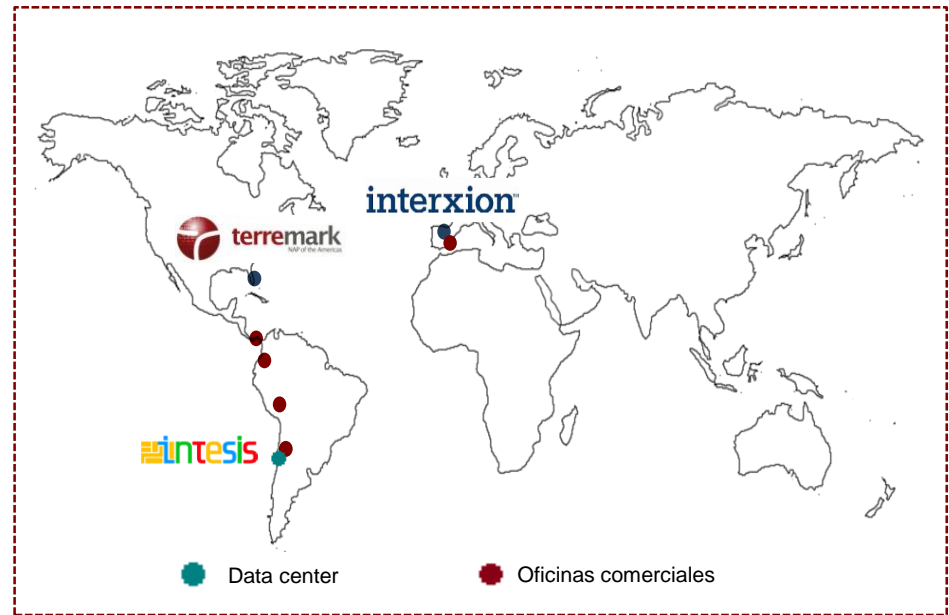 interxion
terremark
NAP of the Americas
intesis
Data center
Oficinas comerciales